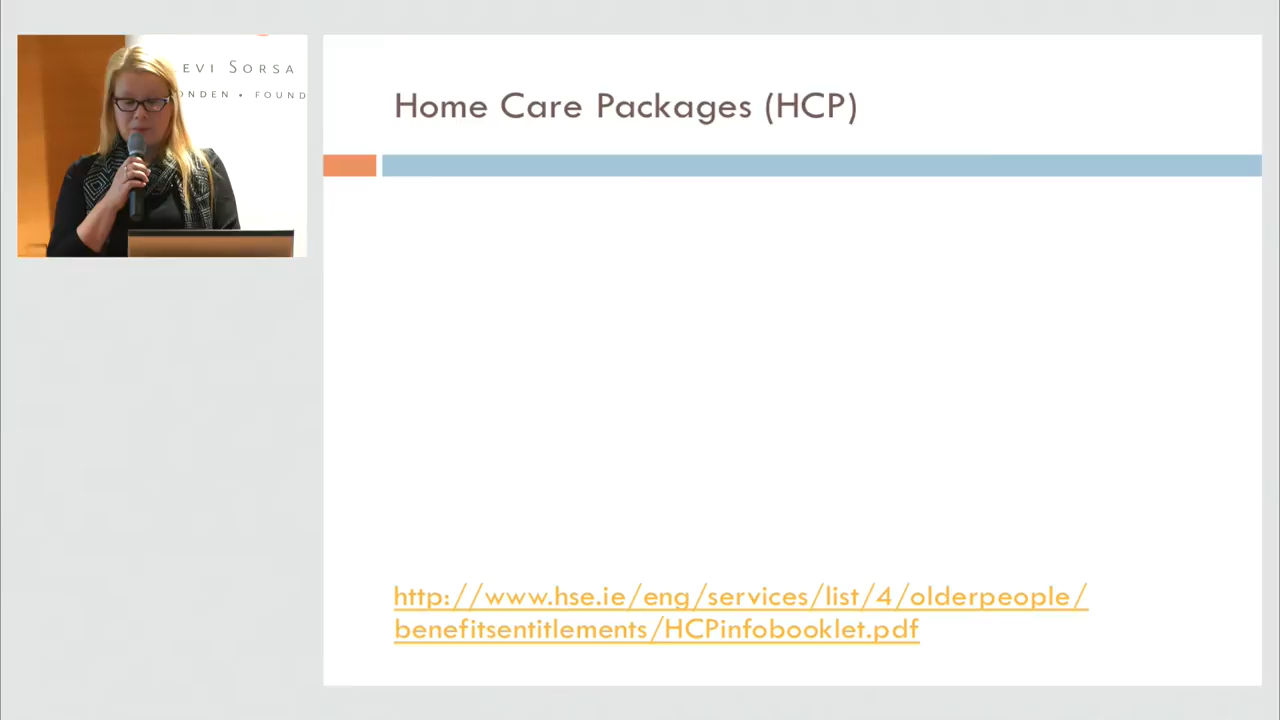 EVI SORSA
ONDEN • FOUND
Home Care Packages (HCP)
http://www.hse.ie/eng/services/list/4/olderpeople/
benefitsentitlements/HCPinfobooklet.pdf